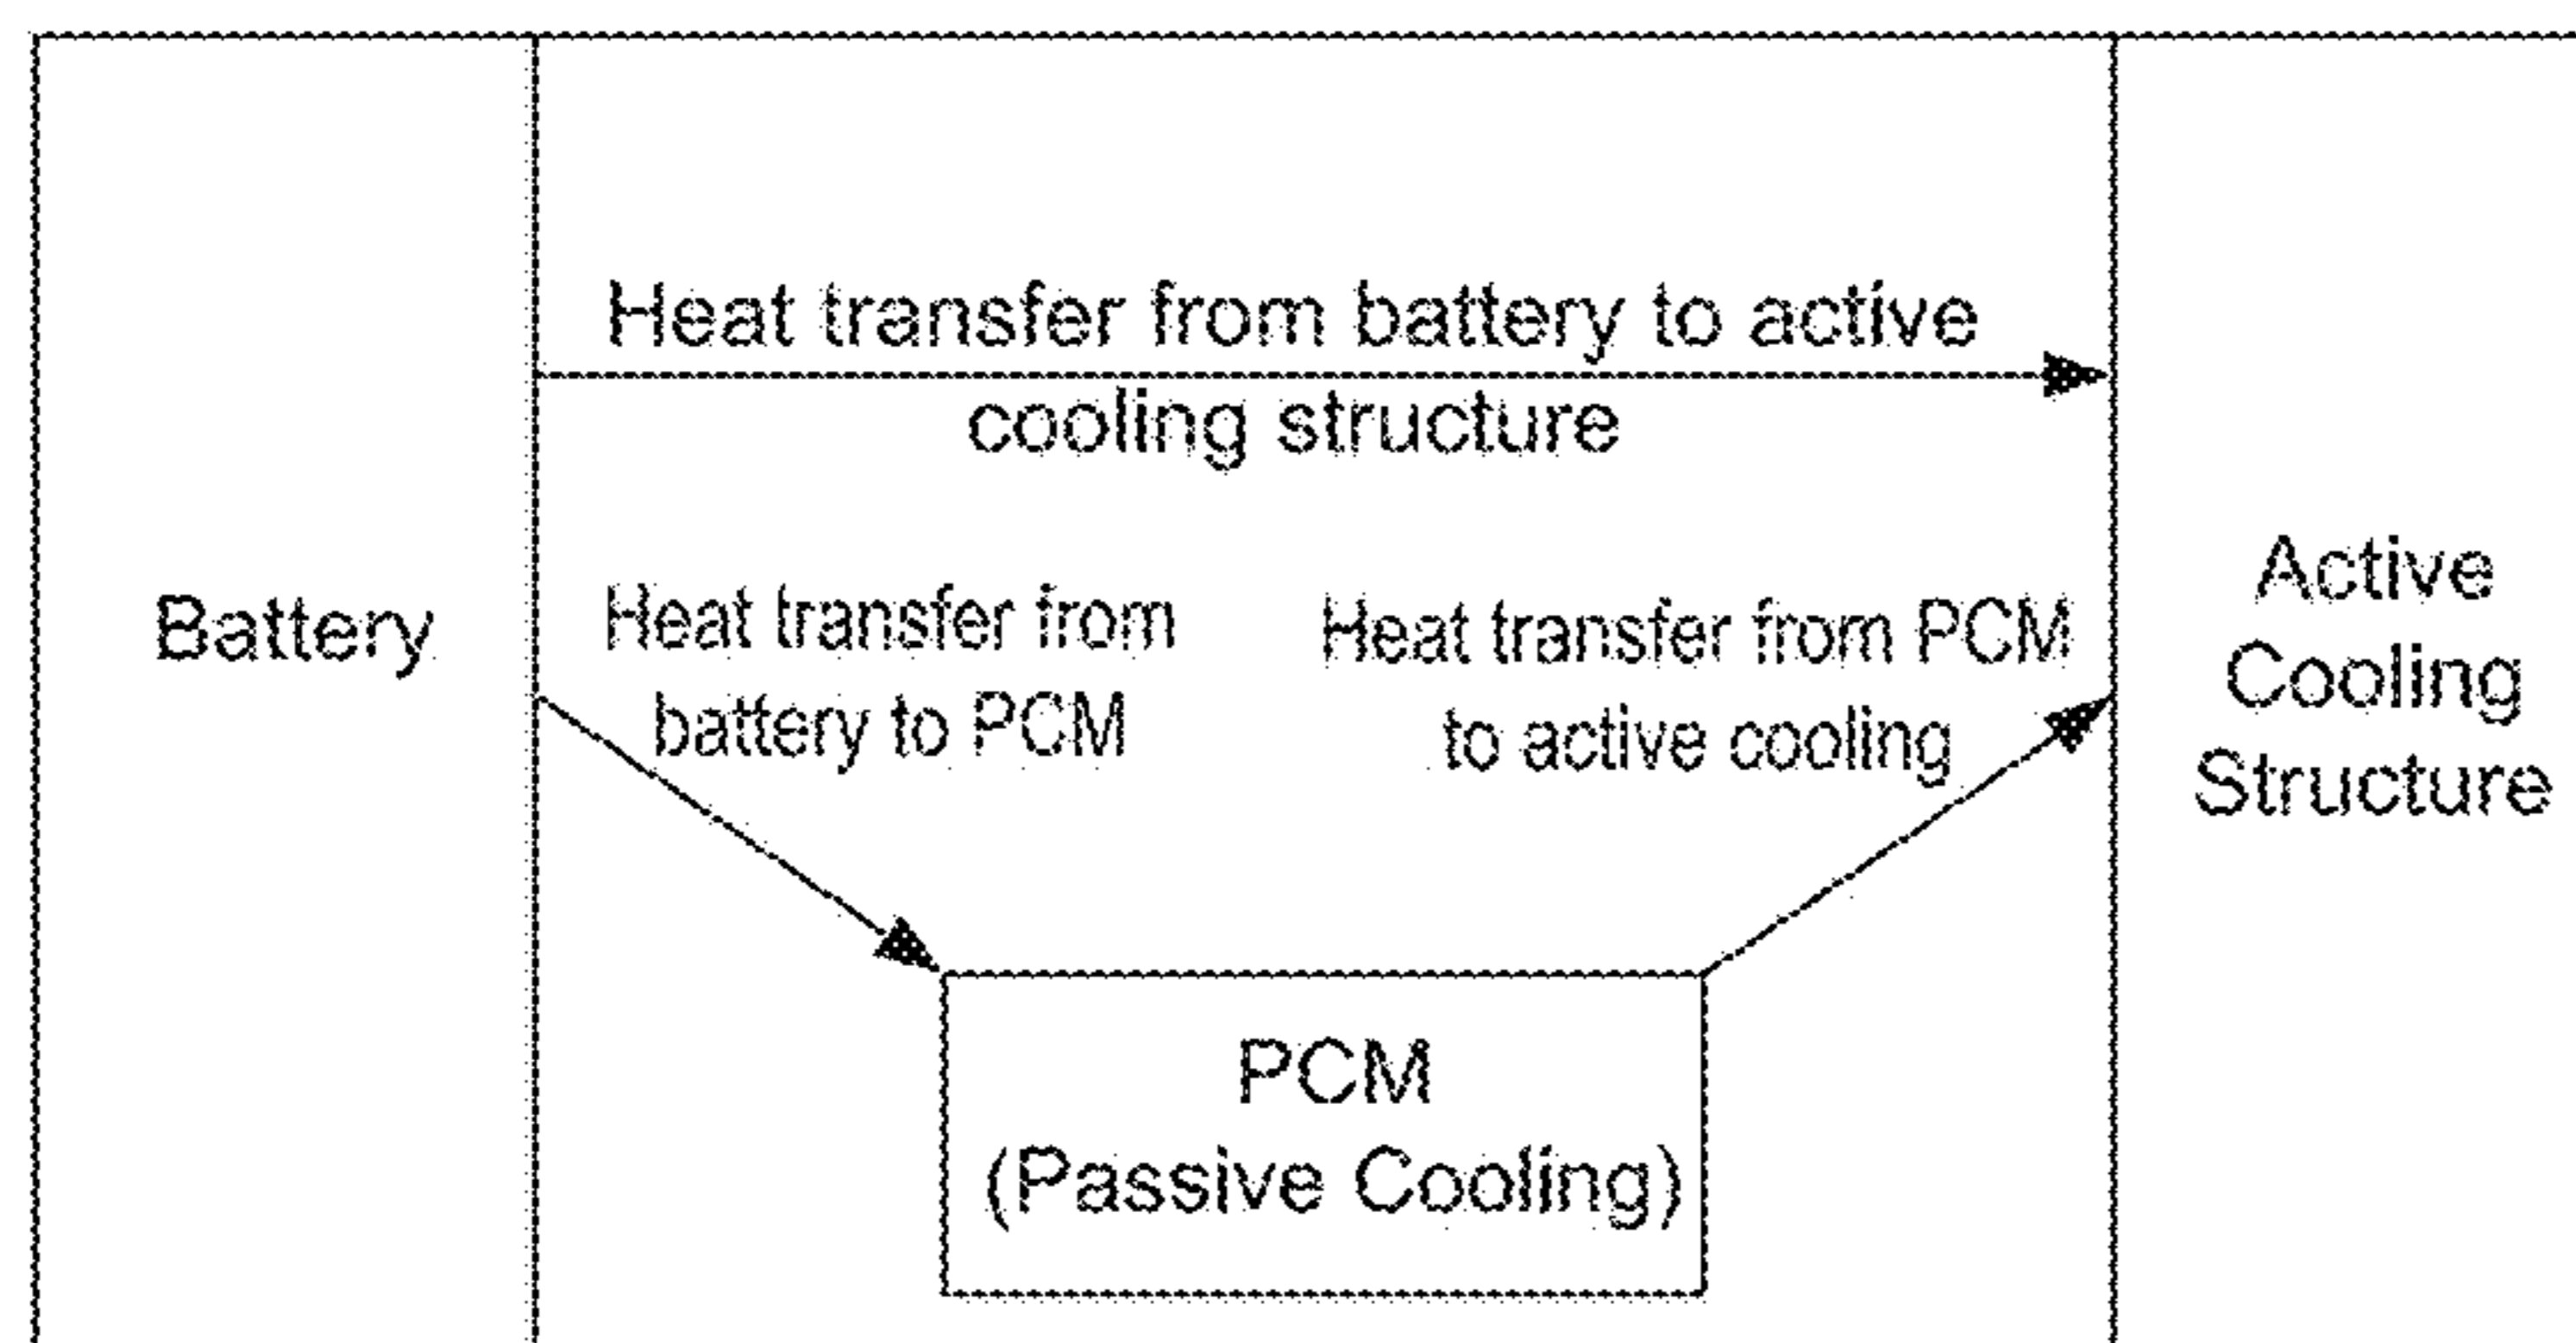 Heat transfer from battery to active
cooling structure
Battery
Heat transfer from
battery to PCM
Heat transfer from PCM
to active cooling
Active
Cooling
Structure
PCM
(Passive Cooling)